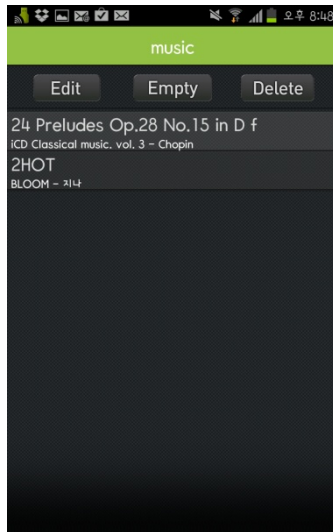 오후 8:48
music
Edit Empty Delete
24 Preludes Op.28 No.15 in D f
iCD Classical music. vol. 3 - Chopin
2HOT
BLOOM - 지나